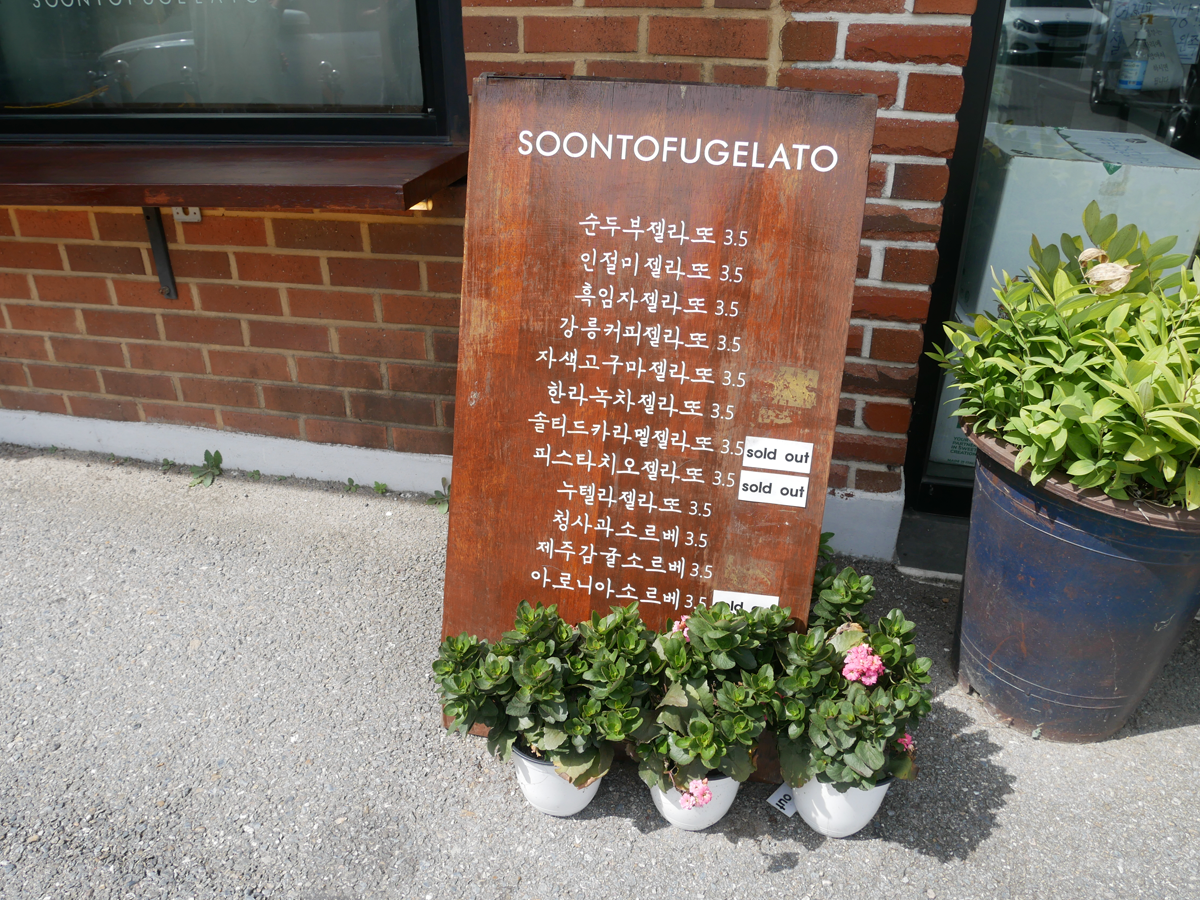 SOONTOFUGELATO
SOONTOFUGELATO
순두부젤라또 3.5
인절미젤라또 3.5
흑임자젤라또 3.5
강릉커피젤라또 3.5
자색고구마젤라또 3.5
한라녹차젤라또 3.5
솔티드카라멜젤라또 3.5 sold out
피스타치오젤라또 3.5 sold out
누텔라젤라또 3.5
청사과소르베 3.5
제주감귤소르베 3.5
아로니아소르베 3.5 sold out
out